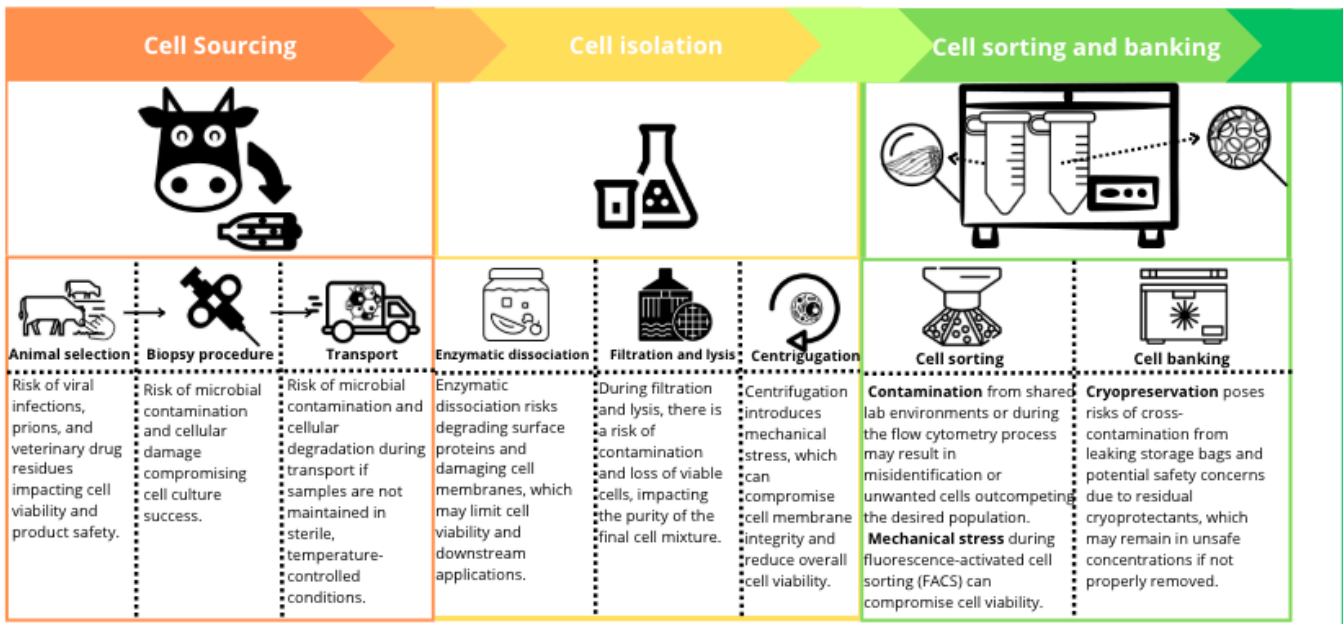 Cell Sourcing
Cell isolation
Cell sorting and banking
Animal selection
Biopsy procedure
Transport
Enzymatic dissociation
Filtration and lysis
Centrigugation
Cell sorting
Cell banking
Risk of viral
infections,
prions, and
veterinary drug
residues
impacting cell
viability and
product safety.
Risk of microbial
contamination
and cellular
damage
compromising
cell culture
success.
Risk of microbial
contamination and
cellular
degradation during
transport if
samples are not
maintained in
sterile,
temperature-
controlled
conditions.
Enzymatic
dissociation risks
degrading surface
proteins and
damaging cell
membranes, which
may limit cell
viability and
downstream
applications.
During filtration
and lysis, there is
a risk of
contamination
and loss of viable
cells, impacting
the purity of the
final cell mixture.
Centrifugation
introduces
mechanical
stress, which
can
compromise
cell membrane
integrity and
reduce overall
cell viability.
Contamination from shared
lab environments or during
the flow cytometry process
may result in
misidentification or
unwanted cells outcompeting
the desired population.
Mechanical stress during
fluorescence-activated cell
sorting (FACS) can
compromise cell viability.
Cryopreservation poses
risks of cross-
contamination from
leaking storage bags and
potential safety concerns
due to residual
cryoprotectants, which
may remain in unsafe
concentrations if not
properly removed.